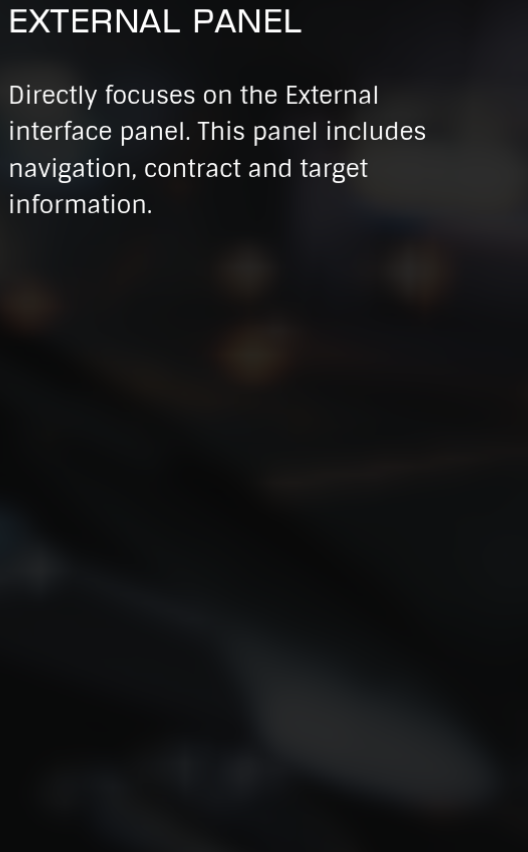 EXTERNAL PANEL
Directly focuses on the External
interface panel. This panel includes
navigation, contract and target
information.